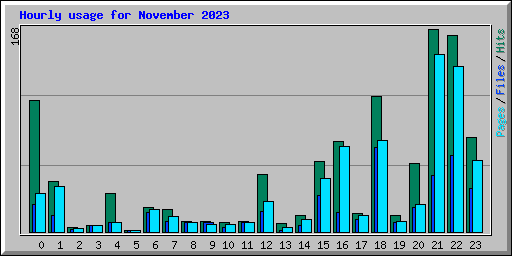 Hourly usage for November 2023
168
Pages/Files/Hits
0 1 2 3 4 5 6 7 8 9 10 11 12 13 14 15 16 17 18 19 20 21 22 23